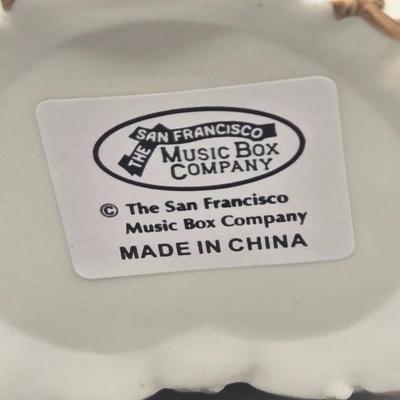 THE SAN FRANCISCO
MUSIC BOX
COMPANY
© The San Francisco
Music Box Company
MADE IN CHINA